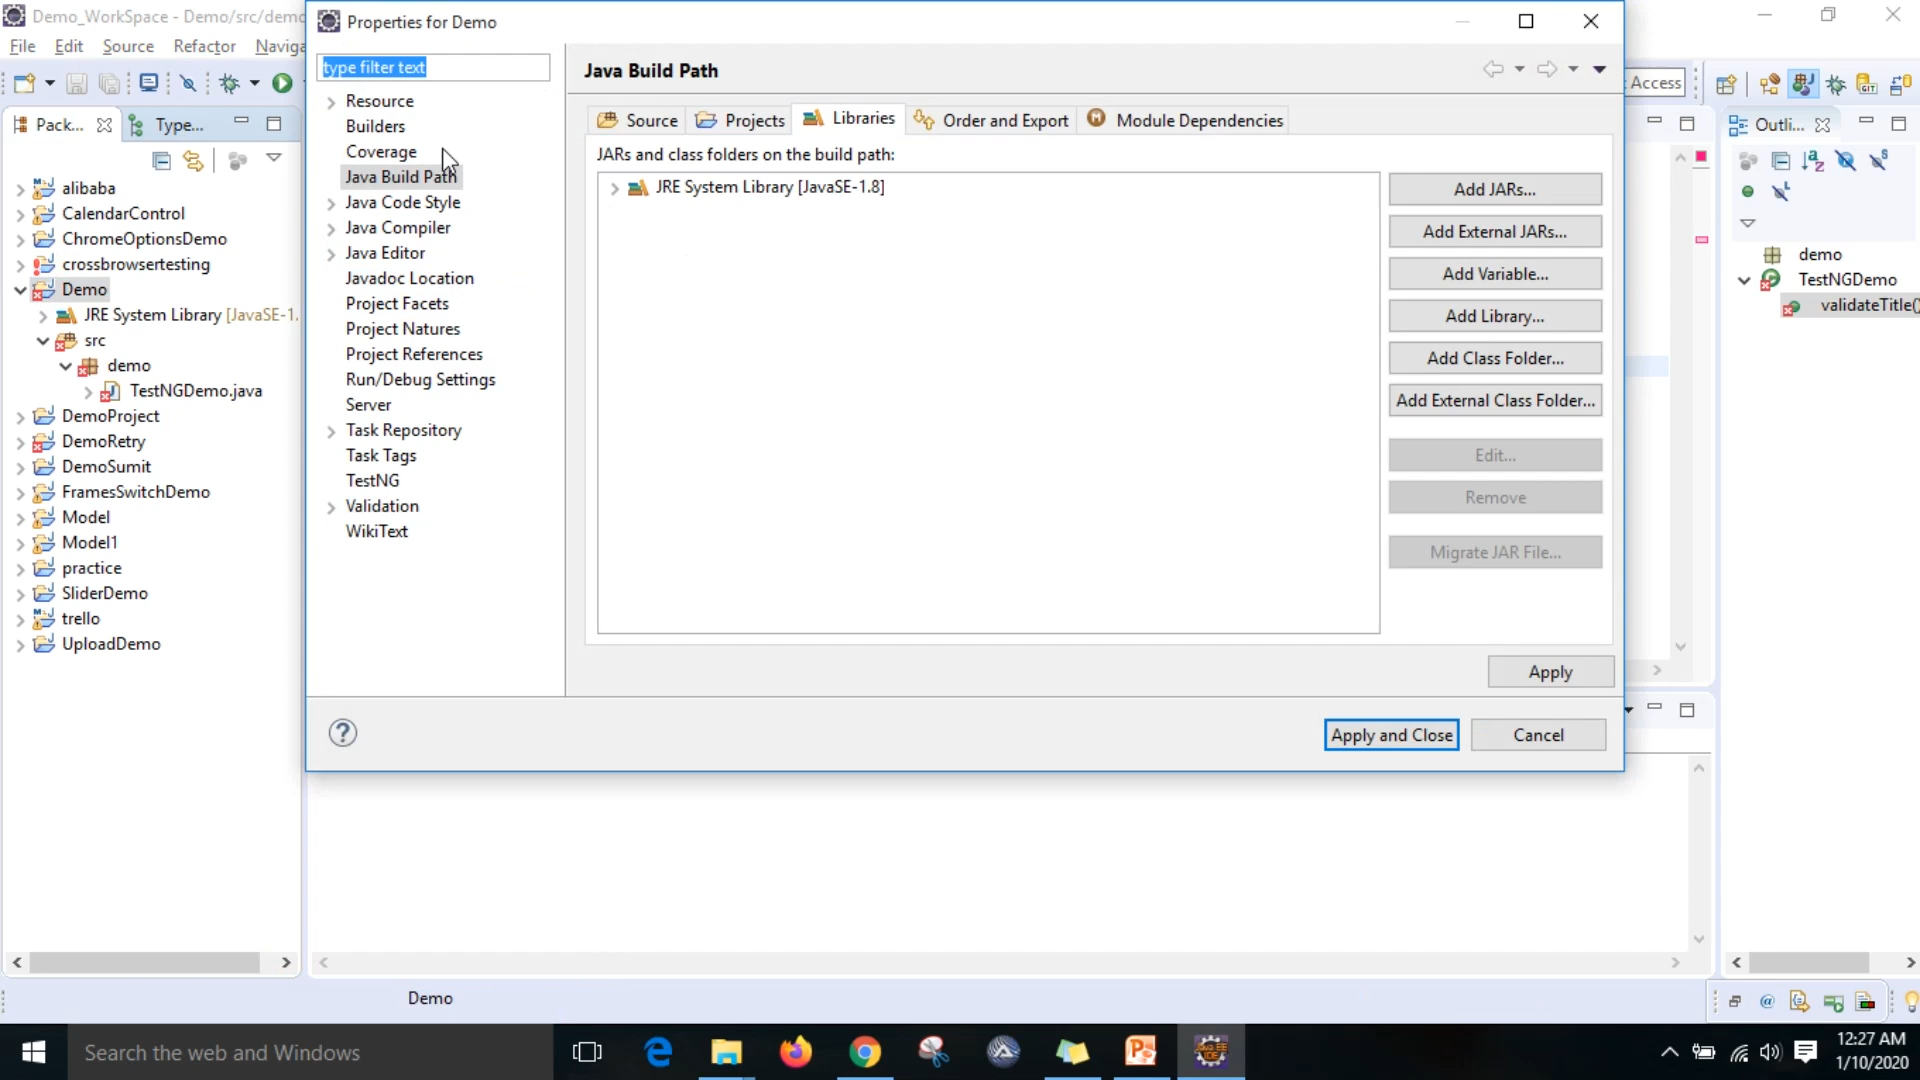 Demo_WorkSpace - Demo/src/demo
File Edit Source Refactor Naviga
Access
Pack... Type...
alibaba
CalendarControl
ChromeOptionsDemo
crossbrowsertesting
Demo
JRE System Library [JavaSE-1.
src
demo
TestNGDemo.java
DemoProject
DemoRetry
DemoSumit
FramesSwitchDemo
Model
Model1
practice
SliderDemo
trello
UploadDemo
Properties for Demo
type filter text
Resource
Builders
Coverage
Java Build Path
Java Code Style
Java Compiler
Java Editor
Javadoc Location
Project Facets
Project Natures
Project References
Run/Debug Settings
Server
Task Repository
Task Tags
TestNG
Validation
WikiText
Java Build Path
Source Projects Libraries Order and Export Module Dependencies
JARs and class folders on the build path:
JRE System Library [JavaSE-1.8]
Add JARs...
Add External JARs...
Add Variable...
Add Library...
Add Class Folder...
Add External Class Folder...
Edit...
Remove
Migrate JAR File...
Apply
Apply and Close Cancel
Outli...
demo
TestNGDemo
validateTitle()
Demo
Search the web and Windows
12:27 AM
1/10/2020